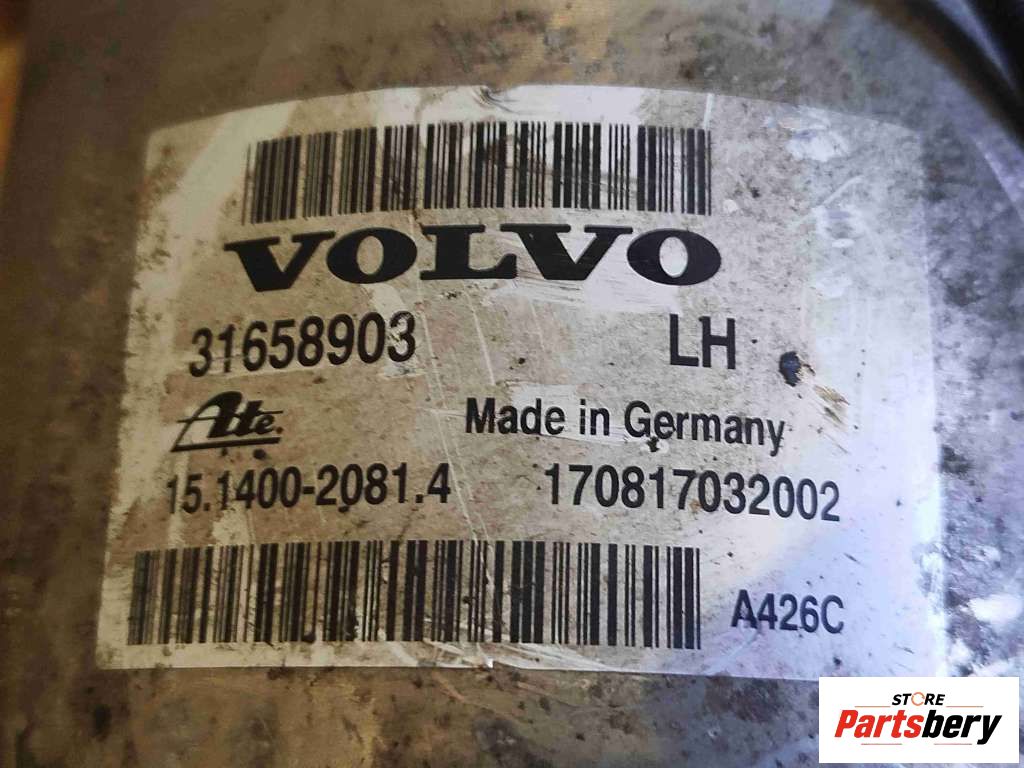 VOLVO
31658903 LH
Ate. Made in Germany
15.1400-2081.4 170817032002
A426C
STORE
Partsbery